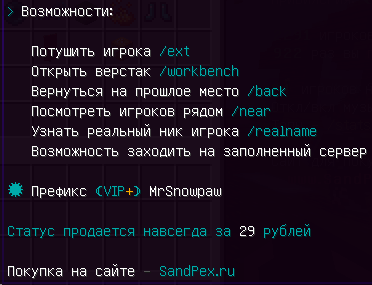 > Возможности:
Потушить игрока /ext
Открыть верстак /workbench
Вернуться на прошлое место /back
Посмотреть игроков рядом /near
Узнать реальный ник игрока /realname
Возможность заходить на заполненный сервер
✹ Префикс (VIP+) MrSnowpaw
Статус продается навсегда за 29 рублей
Покупка на сайте - SandPex.ru